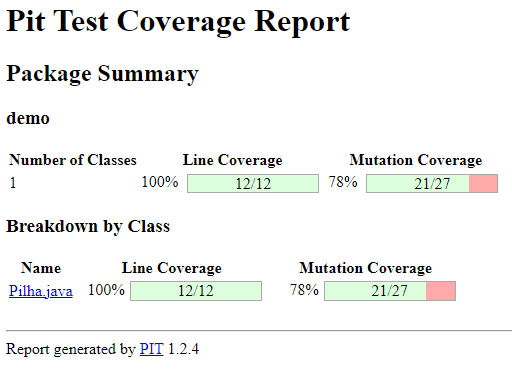 Pit Test Coverage Report
Package Summary
demo
Number of Classes Line Coverage Mutation Coverage
1 100% 12/12 78% 21/27
Breakdown by Class
Name Line Coverage Mutation Coverage
Pilha.java 100% 12/12 78% 21/27
Report generated by PIT 1.2.4